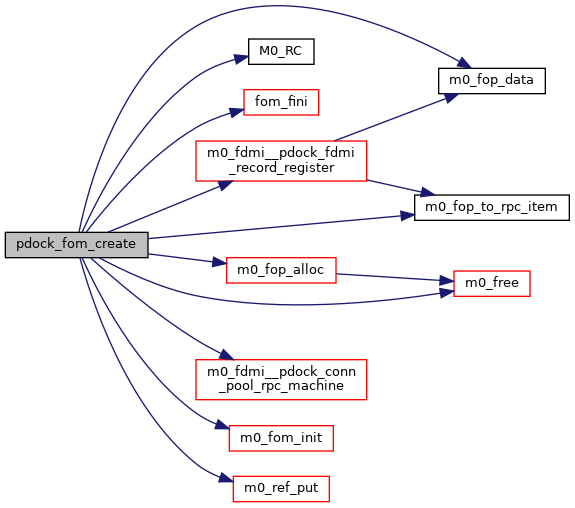 M0_RC
m0_fop_data
fom_fini
m0_fdmi__pdock_fdmi
_record_register
m0_fop_to_rpc_item
pdock_fom_create
m0_fop_alloc
m0_free
m0_fdmi__pdock_conn
_pool_rpc_machine
m0_fom_init
m0_ref_put